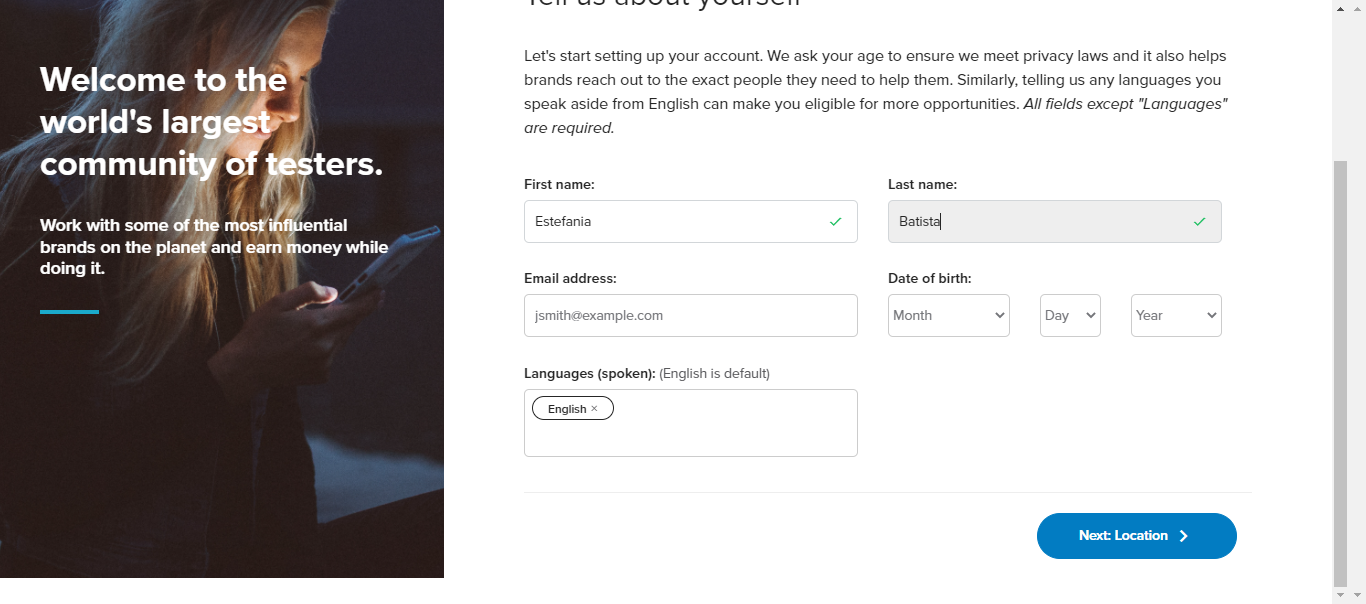 Tell us about yourself
Welcome to the
world's largest
community of testers.
Work with some of the most influential
brands on the planet and earn money while
doing it.
Let's start setting up your account. We ask your age to ensure we meet privacy laws and it also helps
brands reach out to the exact people they need to help them. Similarly, telling us any languages you
speak aside from English can make you eligible for more opportunities. All fields except "Languages"
are required.
First name:
Last name:
Estefania
Batista
Email address:
Date of birth:
jsmith@example.com
Month
Day
Year
Languages (spoken): (English is default)
English ×
Next: Location